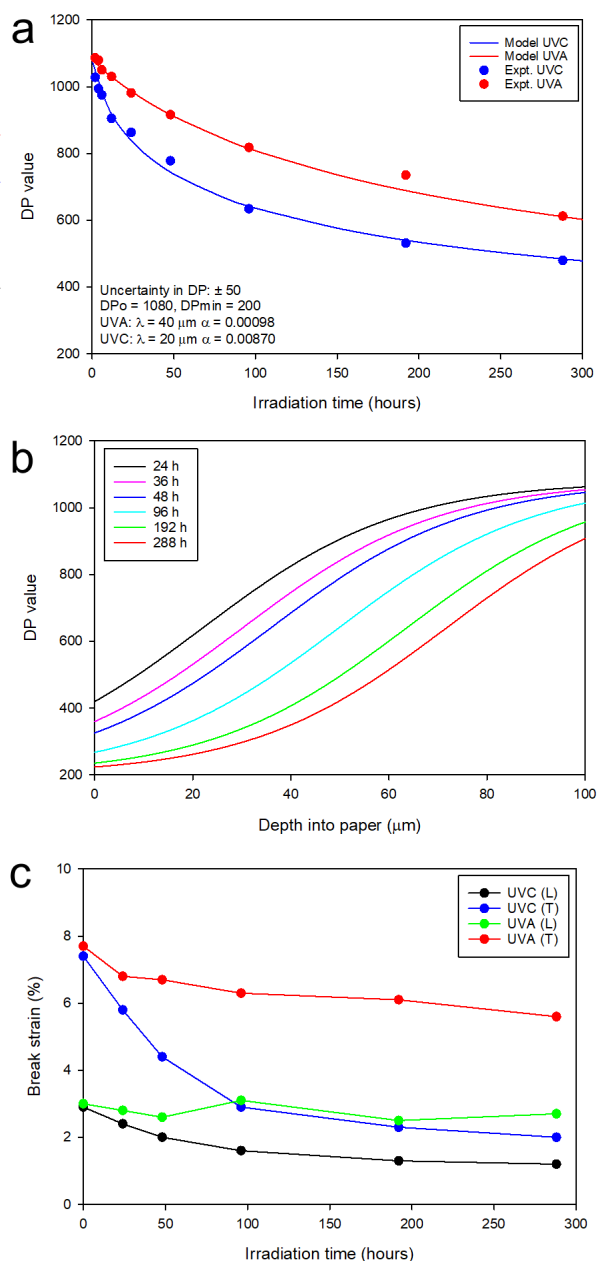 a
1200
1000
800
600
400
200
DP value
Model UVC
Model UVA
Expt. UVC
Expt. UVA
Uncertainty in DP: ± 50
DPo = 1080, DPmin = 200
UVA: λ = 40 μm α = 0.00098
UVC: λ = 20 μm α = 0.00870
0 50 100 150 200 250 300
Irradiation time (hours)
b
1200
1000
800
600
400
200
DP value
24 h
36 h
48 h
96 h
192 h
288 h
0 20 40 60 80 100
Depth into paper (μm)
c
10
8
6
4
2
0
Break strain (%)
UVC (L)
UVC (T)
UVA (L)
UVA (T)
0 50 100 150 200 250 300
Irradiation time (hours)